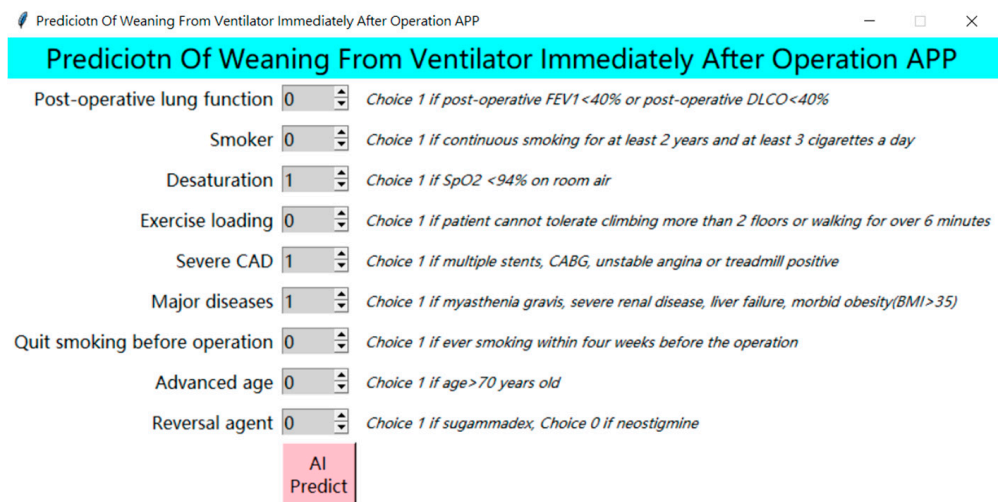 Prediciotn Of Weaning From Ventilator Immediately After Operation APP
Prediciotn Of Weaning From Ventilator Immediately After Operation APP
Post-operative lung function 0 Choice 1 if post-operative FEV1<40% or post-operative DLCO<40%
Smoker 0 Choice 1 if continuous smoking for at least 2 years and at least 3 cigarettes a day
Desaturation 1 Choice 1 if SpO2 <94% on room air
Exercise loading 0 Choice 1 if patient cannot tolerate climbing more than 2 floors or walking for over 6 minutes
Severe CAD 1 Choice 1 if multiple stents, CABG, unstable angina or treadmill positive
Major diseases 1 Choice 1 if myasthenia gravis, severe renal disease, liver failure, morbid obesity(BMI>35)
Quit smoking before operation 0 Choice 1 if ever smoking within four weeks before the operation
Advanced age 0 Choice 1 if age>70 years old
Reversal agent 0 Choice 1 if sugammadex, Choice 0 if neostigmine
AI
Predict